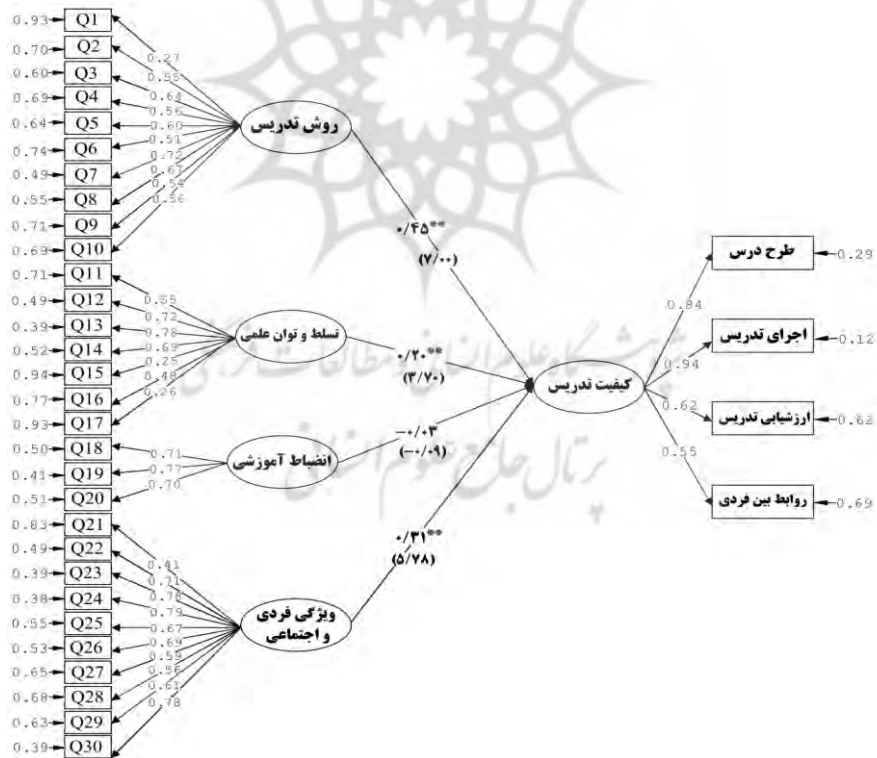 0.93 Q1
0.70 Q2
0.60 Q3
0.69 Q4
0.64 Q5
0.74 Q6
0.49 Q7
0.55 Q8
0.71 Q9
0.69 Q10
0.27
0.55
0.64
0.56
0.60
0.51
0.72
0.67
0.54
0.56
روش تدریس
۰/۴۵**
(۷/۰۰)
0.71 Q11
0.49 Q12
0.39 Q13
0.52 Q14
0.94 Q15
0.77 Q16
0.93 Q17
0.55
0.72
0.78
0.69
0.25
0.48
0.26
تسلط و توان علمی
۰/۲۰**
(۳/۷۰)
0.50 Q18
0.41 Q19
0.51 Q20
0.71
0.77
0.70
انضباط آموزشی
−۰/۰۳
(−۰/۰۹)
0.83 Q21
0.49 Q22
0.39 Q23
0.38 Q24
0.55 Q25
0.53 Q26
0.65 Q27
0.68 Q28
0.63 Q29
0.39 Q30
0.41
0.71
0.78
0.79
0.67
0.69
0.59
0.56
0.61
0.78
ویژگی فردی
و اجتماعی
۰/۳۱**
(۵/۷۸)
کیفیت تدریس
0.84
0.94
0.62
0.55
طرح درس 0.29
اجرای تدریس 0.12
ارزشیابی تدریس 0.62
روابط بین فردی 0.69
پژوهشگاه علوم انسانی و مطالعات فرهنگی
پرتال جامع علوم انسانی